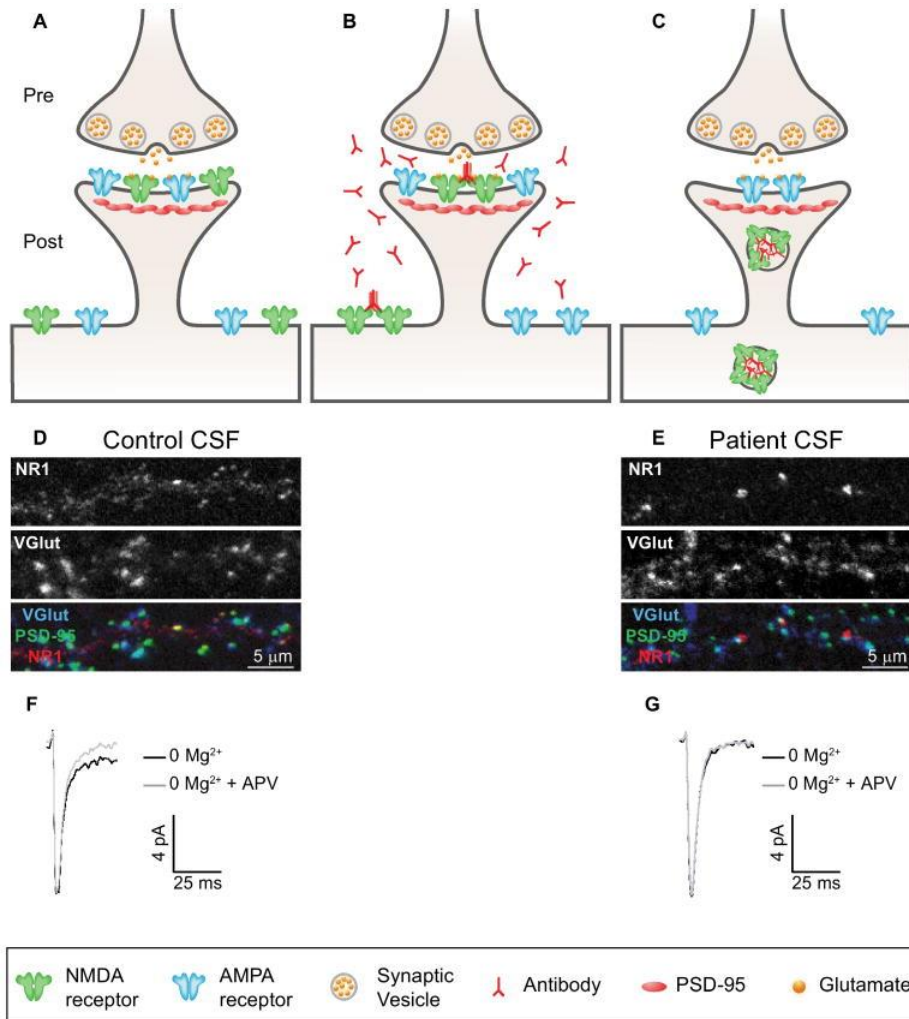 A
B
C
Pre
Post
D Control CSF
E Patient CSF
NR1
NR1
VGlut
VGlut
VGlut
PSD-95
NR1
5 μm
VGlut
PSD-95
NR1
5 μm
F
G
0 Mg²⁺
0 Mg²⁺ + APV
4 pA
25 ms
0 Mg²⁺
0 Mg²⁺ + APV
4 pA
25 ms
NMDA
receptor
AMPA
receptor
Synaptic
Vesicle
Antibody
PSD-95
Glutamate